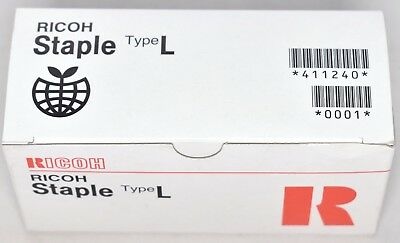 RICOH
Staple Type L
*411240*
*0001*
RICOH
RICOH
Staple Type L
R